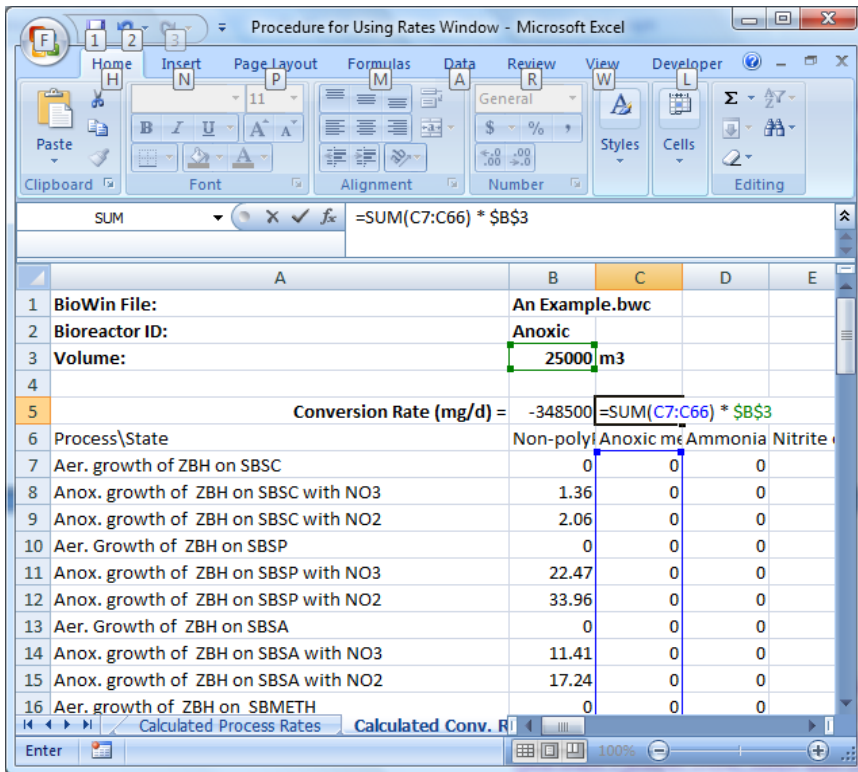 Procedure for Using Rates Window - Microsoft Excel
F 1 2 3
Home Insert Page Layout Formulas Data Review View Developer
H N P M A R W L
Paste
11
B I U A A
General
$ % ,
.0 .00 .00 .0
Styles Cells
Σ
Clipboard Font Alignment Number Editing
SUM fx =SUM(C7:C66) * $B$3
A B C D E
1 BioWin File: An Example.bwc
2 Bioreactor ID: Anoxic
3 Volume: 25000 m3
4
5 Conversion Rate (mg/d) = -348500 =SUM(C7:C66) * $B$3
6 Process\State Non-poly Anoxic me Ammonia Nitrite
7 Aer. growth of ZBH on SBSC 0 0 0
8 Anox. growth of ZBH on SBSC with NO3 1.36 0 0
9 Anox. growth of ZBH on SBSC with NO2 2.06 0 0
10 Aer. Growth of ZBH on SBSP 0 0 0
11 Anox. growth of ZBH on SBSP with NO3 22.47 0 0
12 Anox. growth of ZBH on SBSP with NO2 33.96 0 0
13 Aer. Growth of ZBH on SBSA 0 0 0
14 Anox. growth of ZBH on SBSA with NO3 11.41 0 0
15 Anox. growth of ZBH on SBSA with NO2 17.24 0 0
16 Aer. growth of ZBH on SBMETH 0 0 0
Calculated Process Rates Calculated Conv. R
Enter 100%